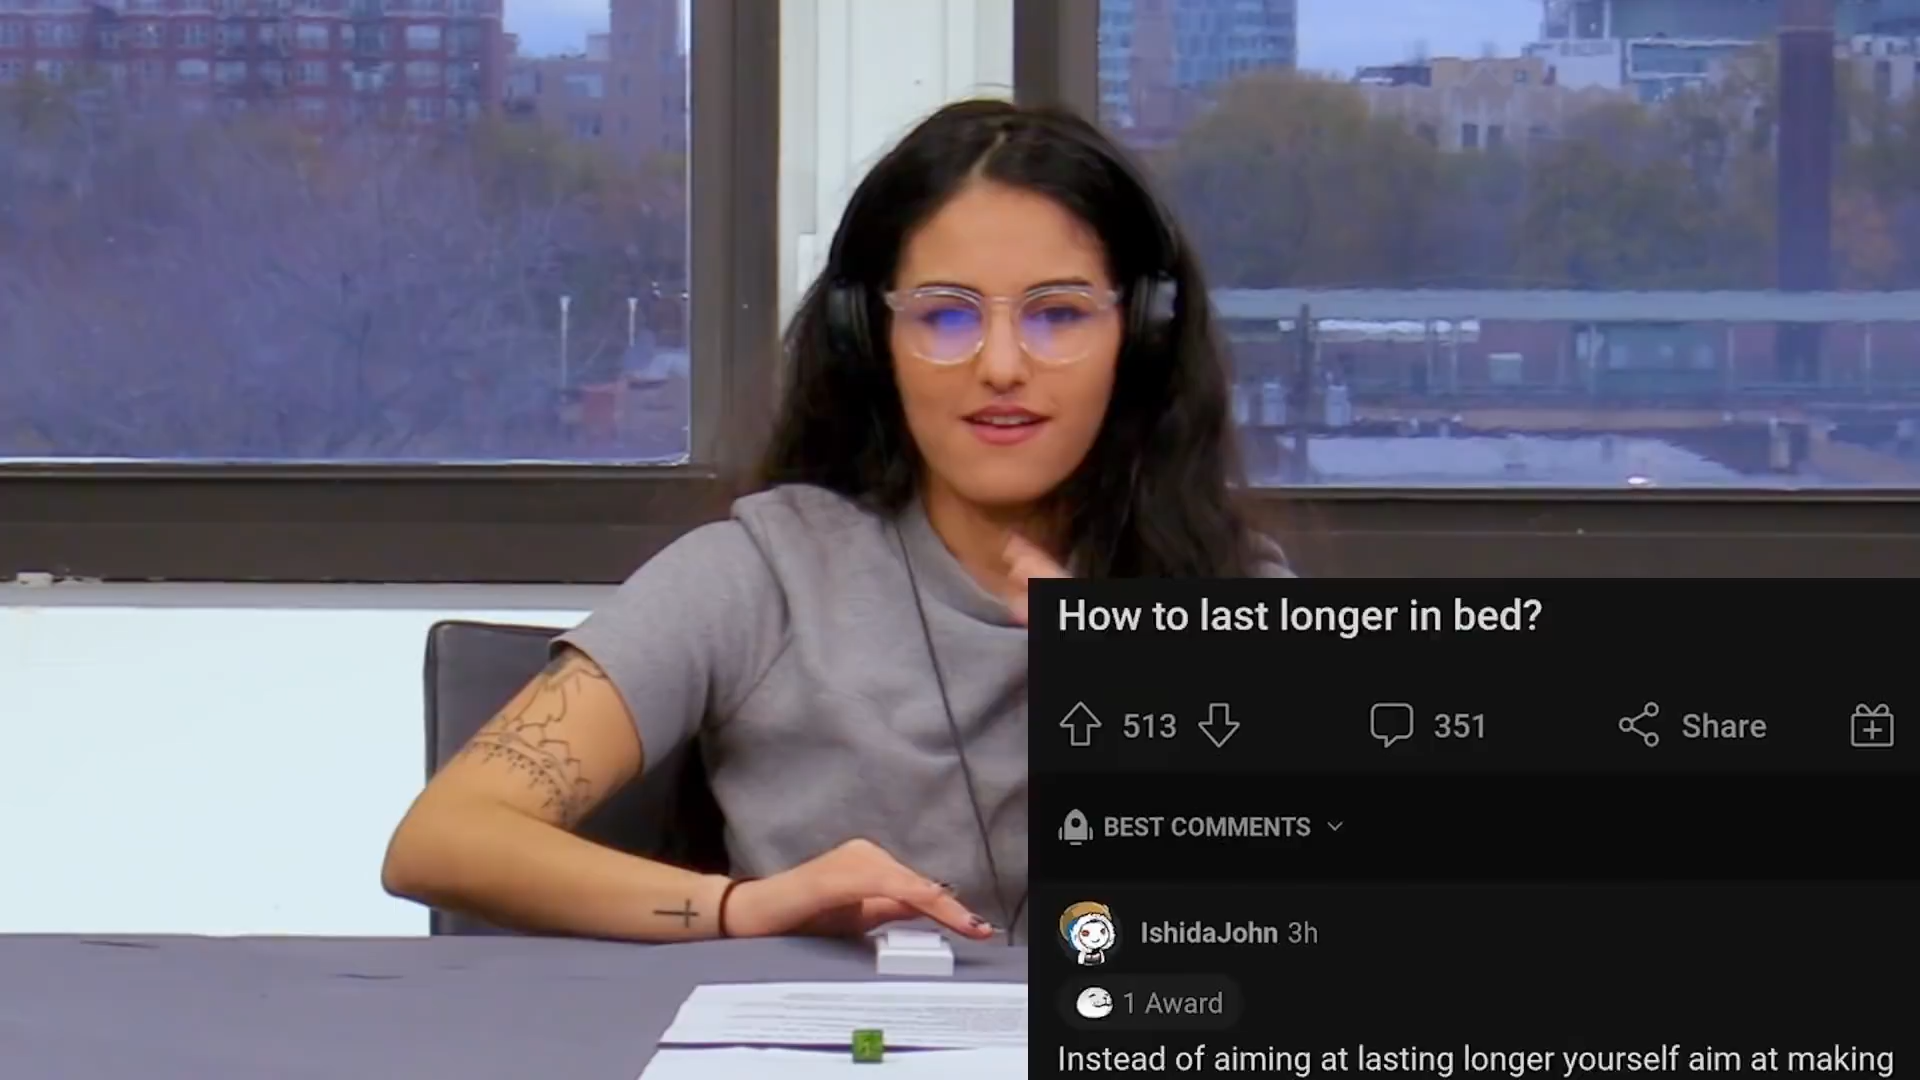 How to last longer in bed?
513
351
Share
BEST COMMENTS
IshidaJohn 3h
1 Award
Instead of aiming at lasting longer yourself aim at making